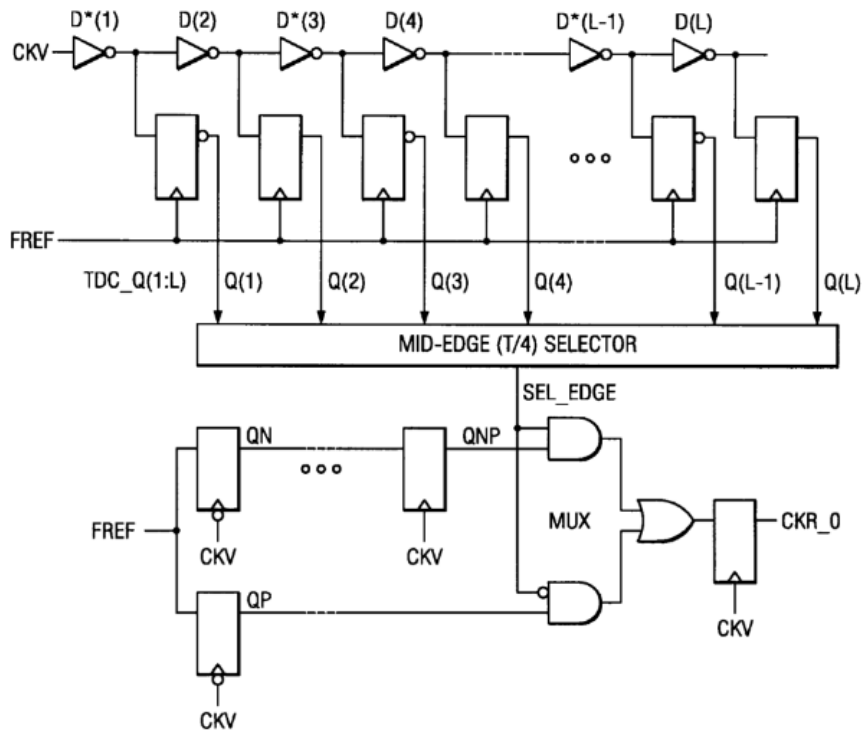 D*(1) D(2) D*(3) D(4) D*(L-1) D(L)
CKV
FREF
TDC_Q(1:L) Q(1) Q(2) Q(3) Q(4) Q(L-1) Q(L)
MID-EDGE (T/4) SELECTOR
SEL_EDGE
QN QNP
FREF CKV CKV MUX CKR_0
QP CKV
CKV